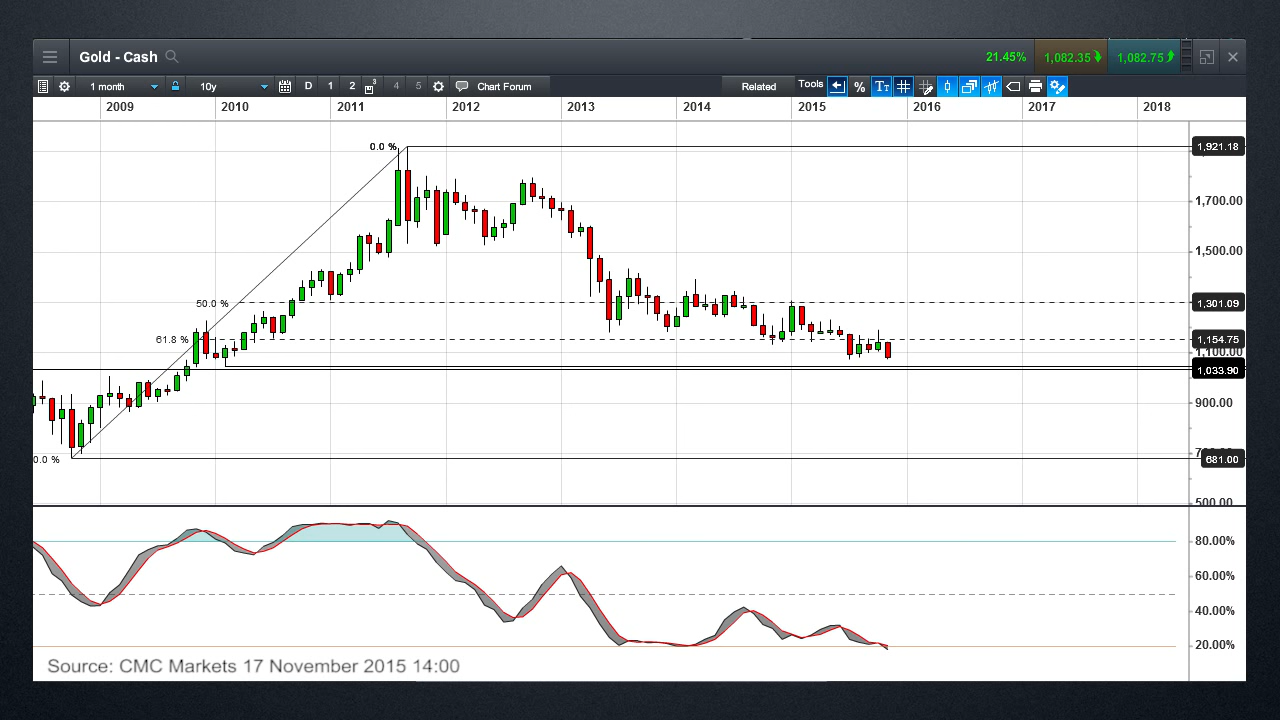 Gold - Cash 21.45% 1,082.35 1,082.75
1 month 10y D 1 2 3 4 5 Chart Forum Related Tools % TT
2009 2010 2011 2012 2013 2014 2015 2016 2017 2018
0.0 % 1,921.18
1,700.00
1,500.00
50.0 % 1,301.09
61.8 % 1,154.75
1,100.00
1,033.90
900.00
0.0 % 681.00
500.00
80.00%
60.00%
40.00%
20.00%
Source: CMC Markets 17 November 2015 14:00